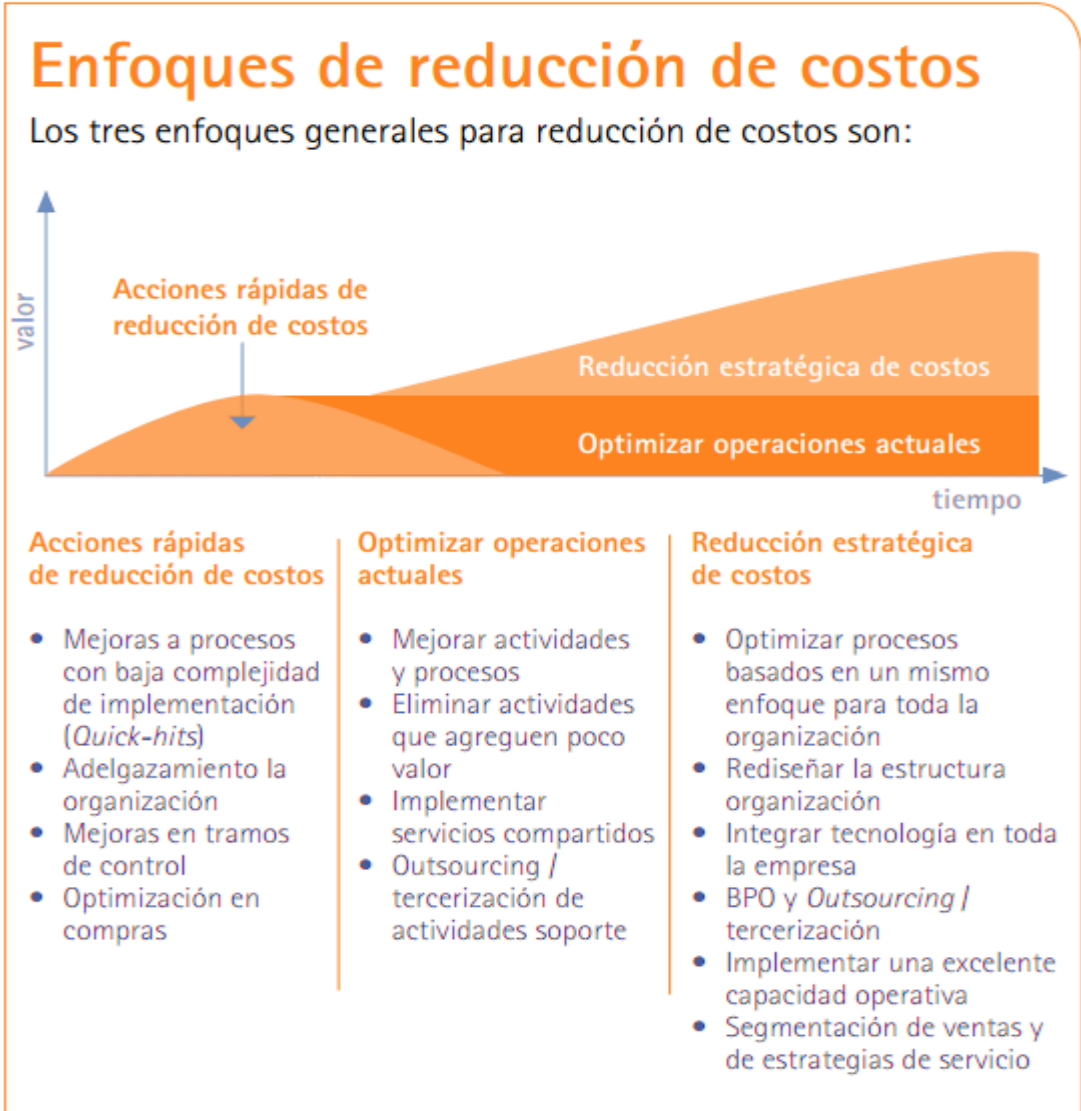 Enfoques de reducción de costos
Los tres enfoques generales para reducción de costos son:
valor
Acciones rápidas de
reducción de costos
Reducción estratégica de costos
Optimizar operaciones actuales
tiempo
Acciones rápidas
de reducción de costos
• Mejoras a procesos
con baja complejidad
de implementación
(Quick-hits)
• Adelgazamiento la
organización
• Mejoras en tramos
de control
• Optimización en
compras
Optimizar operaciones
actuales
• Mejorar actividades
y procesos
• Eliminar actividades
que agreguen poco
valor
• Implementar
servicios compartidos
• Outsourcing /
tercerización de
actividades soporte
Reducción estratégica
de costos
• Optimizar procesos
basados en un mismo
enfoque para toda la
organización
• Rediseñar la estructura
organización
• Integrar tecnología en toda
la empresa
• BPO y Outsourcing /
tercerización
• Implementar una excelente
capacidad operativa
• Segmentación de ventas y
de estrategias de servicio